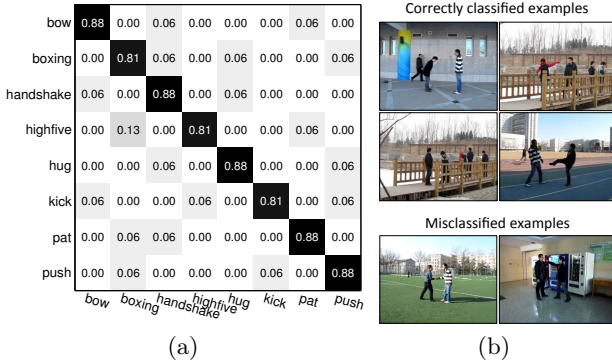 bow 0.88 0.00 0.06 0.00 0.00 0.00 0.06 0.00
boxing 0.00 0.81 0.06 0.00 0.06 0.00 0.00 0.06
handshake 0.06 0.00 0.88 0.00 0.06 0.00 0.00 0.00
highfive 0.00 0.13 0.00 0.81 0.00 0.00 0.06 0.00
hug 0.00 0.00 0.06 0.00 0.88 0.00 0.00 0.06
kick 0.06 0.00 0.06 0.00 0.00 0.81 0.00 0.06
pat 0.00 0.06 0.06 0.00 0.00 0.00 0.88 0.00
push 0.00 0.06 0.00 0.00 0.00 0.06 0.00 0.88
bow boxing handshake highfive hug kick pat push
(a)
Correctly classified examples
Misclassified examples
(b)